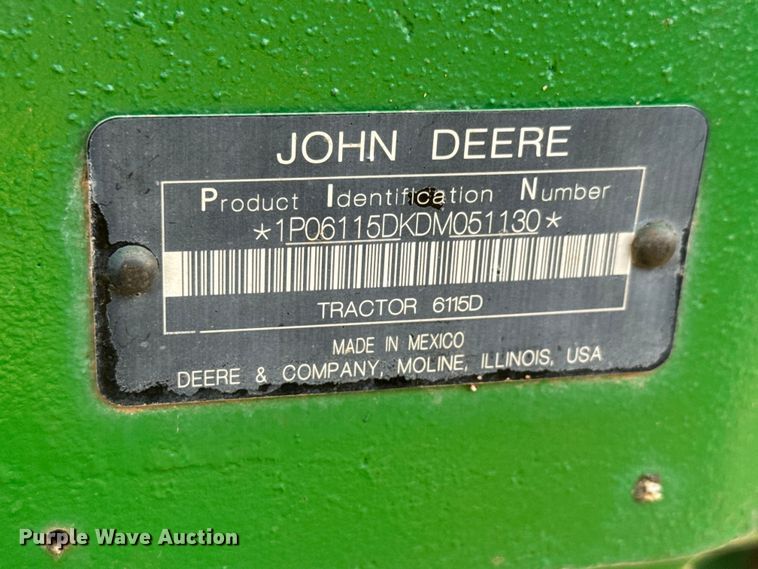 JOHN DEERE
Product Identification Number
*1P06115DKDM051130*
TRACTOR 6115D
MADE IN MEXICO
DEERE & COMPANY, MOLINE, ILLINOIS, USA
Purple Wave Auction